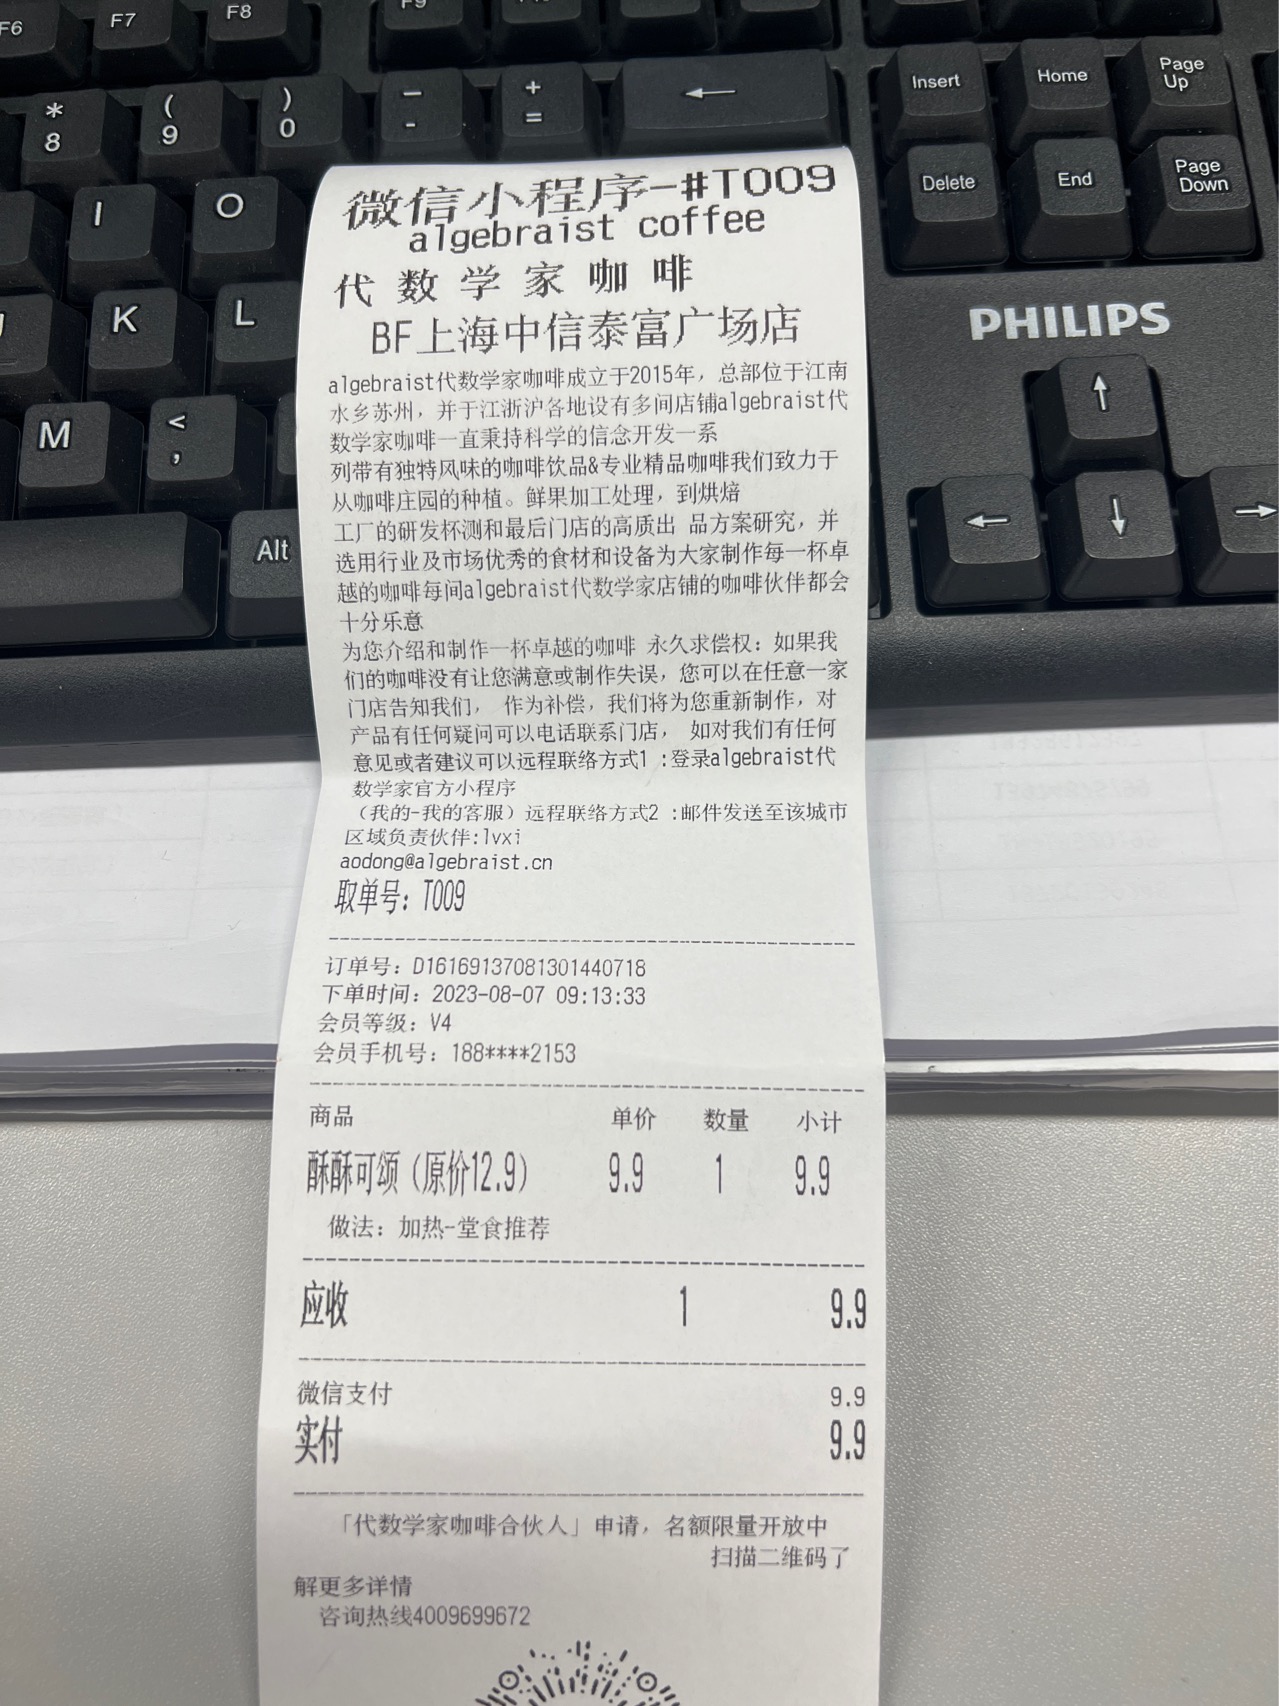 F6
F7
F8
F9
*
8
(
9
)
0
-
-
+
=
←
Insert
Home
Page
Up
Delete
End
Page
Down
I
O
K
L
M
<
,
Alt
PHILIPS
↑
←
↓
→
微信小程序-#T009
algebraist coffee
代数学家咖啡
BF上海中信泰富广场店
algebraist代数学家咖啡成立于2015年，总部位于江南
水乡苏州，并于江浙沪各地设有多间店铺algebraist代
数学家咖啡一直秉持科学的信念开发一系
列带有独特风味的咖啡饮品&专业精品咖啡我们致力于
从咖啡庄园的种植。鲜果加工处理，到烘焙
工厂的研发杯测和最后门店的高质出 品方案研究，并
选用行业及市场优秀的食材和设备为大家制作每一杯卓
越的咖啡每间algebraist代数学家店铺的咖啡伙伴都会
十分乐意
为您介绍和制作一杯卓越的咖啡 永久求偿权：如果我
们的咖啡没有让您满意或制作失误，您可以在任意一家
门店告知我们， 作为补偿，我们将为您重新制作，对
产品有任何疑问可以电话联系门店， 如对我们有任何
意见或者建议可以远程联络方式1 :登录algebraist代
数学家官方小程序
（我的-我的客服）远程联络方式2 :邮件发送至该城市
区域负责伙伴:lvxi
aodong@algebraist.cn
取单号：T009
订单号：D16169137081301440718
下单时间：2023-08-07 09:13:33
会员等级：V4
会员手机号：188****2153
商品 单价 数量 小计
酥酥可颂（原价12.9） 9.9 1 9.9
做法：加热-堂食推荐
应收 1 9.9
微信支付 9.9
实付 9.9
「代数学家咖啡合伙人」申请，名额限量开放中
扫描二维码了
解更多详情
咨询热线4009699672